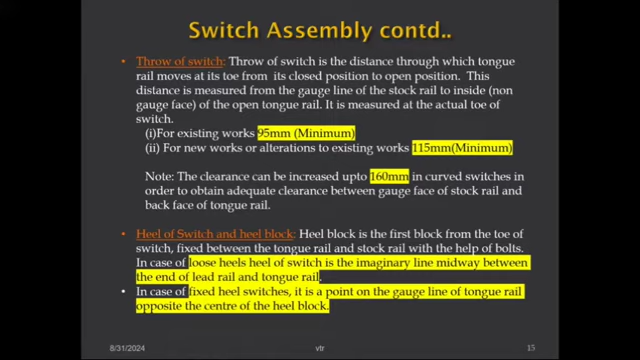 Switch Assembly contd..
• Throw of switch: Throw of switch is the distance through which tongue
rail moves at its toe from its closed position to open position. This
distance is measured from the gauge line of the stock rail to inside (non
gauge face) of the open tongue rail. It is measured at the actual toe of
switch.
(i)For existing works 95mm (Minimum)
(ii) For new works or alterations to existing works 115mm(Minimum)
Note: The clearance can be increased upto 160mm in curved switches in
order to obtain adequate clearance between gauge face of stock rail and
back face of tongue rail.
• Heel of Switch and heel block: Heel block is the first block from the toe of
switch, fixed between the tongue rail and stock rail with the help of bolts.
In case of loose heels heel of switch is the imaginary line midway between
the end of lead rail and tongue rail.
• In case of fixed heel switches, it is a point on the gauge line of tongue rail
opposite the centre of the heel block.
8/31/2024 vtr 15